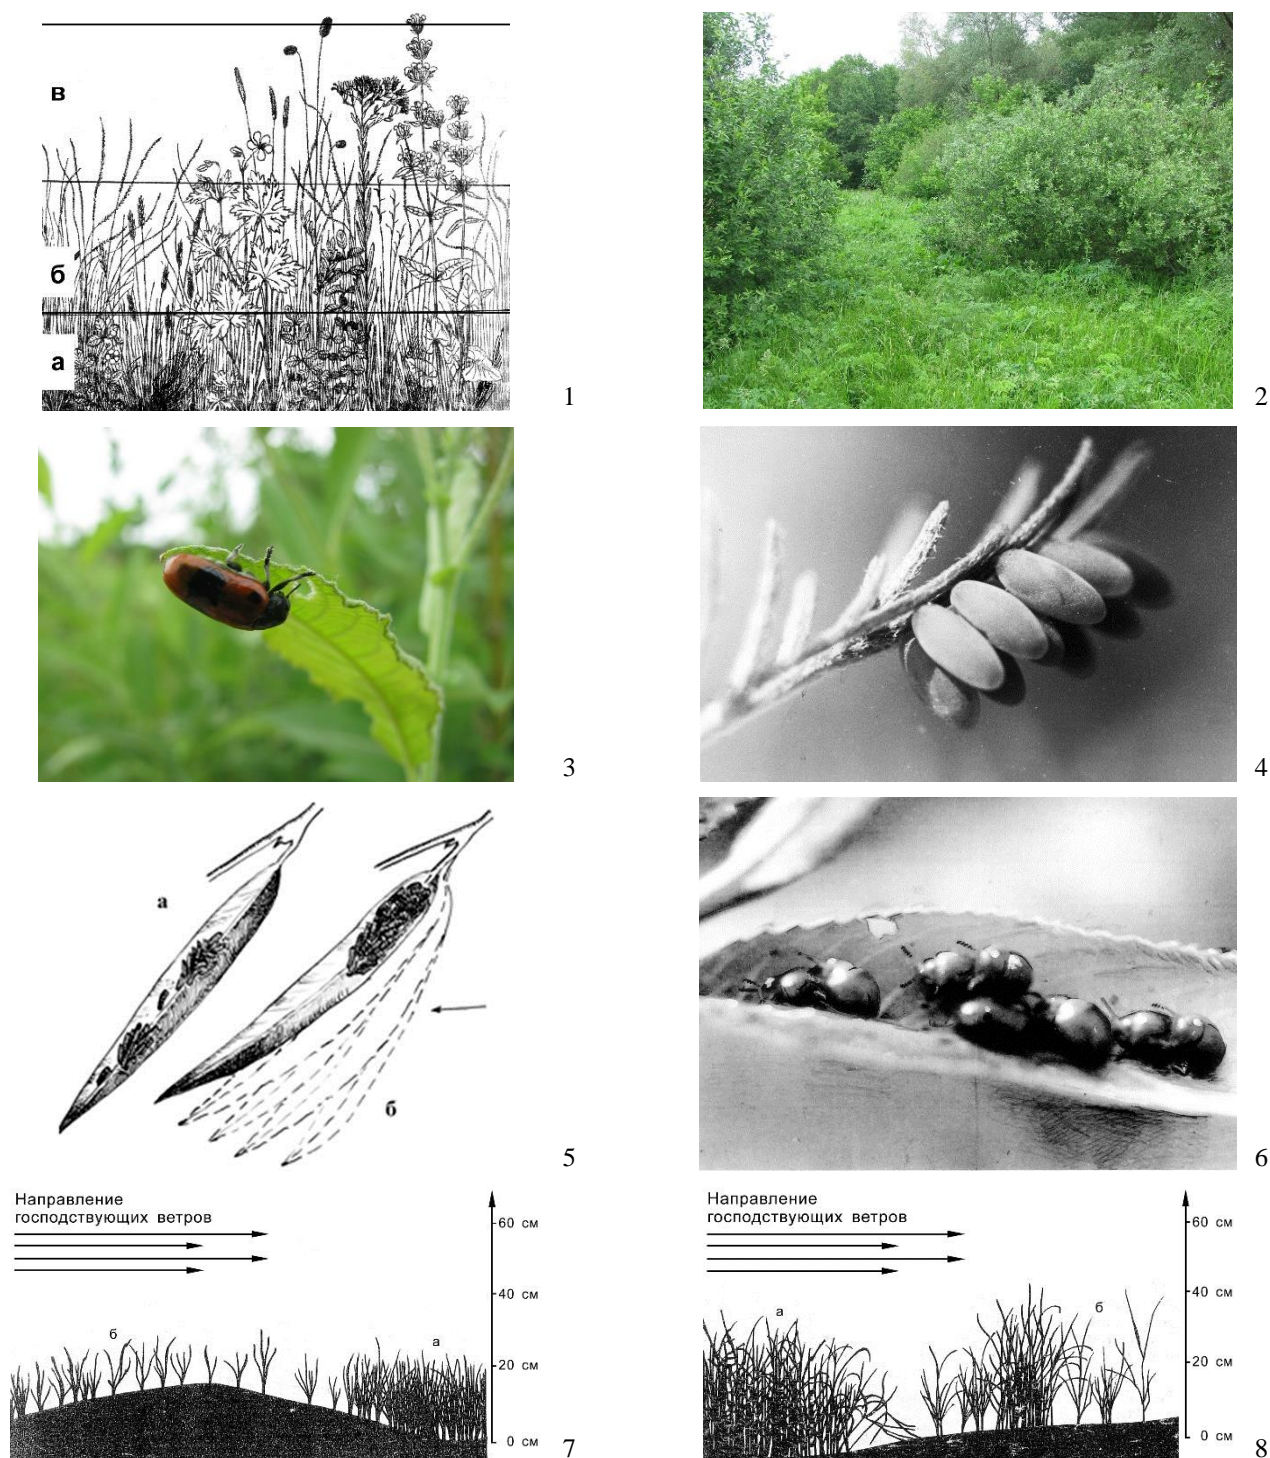 в
б
а
1
2
3
4
а
б
5
6
Направление
господствующих ветров
60 см
40 см
20 см
0 см
б
а
7
Направление
господствующих ветров
60 см
40 см
20 см
0 см
а
б
8